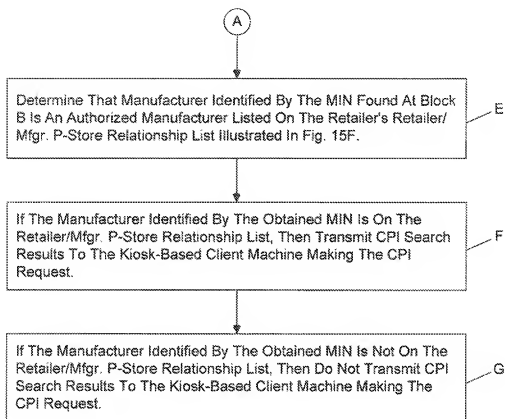 A
Determine That Manufacturer Identified By The MIN Found At Block
B Is An Authorized Manufacturer Listed On The Retailer's Retailer/
Mfgr. P-Store Relationship List Illustrated In Fig. 15F.
E
If The Manufacturer Identified By The Obtained MIN Is On The
Retailer/Mfgr. P-Store Relationship List, Then Transmit CPI Search
Results To The Kiosk-Based Client Machine Making The CPI
Request.
F
If The Manufacturer Identified By The Obtained MIN Is Not On The
Retailer/Mfgr. P-Store Relationship List, Then Do Not Transmit CPI
Search Results To The Kiosk-Based Client Machine Making The
CPI Request.
G